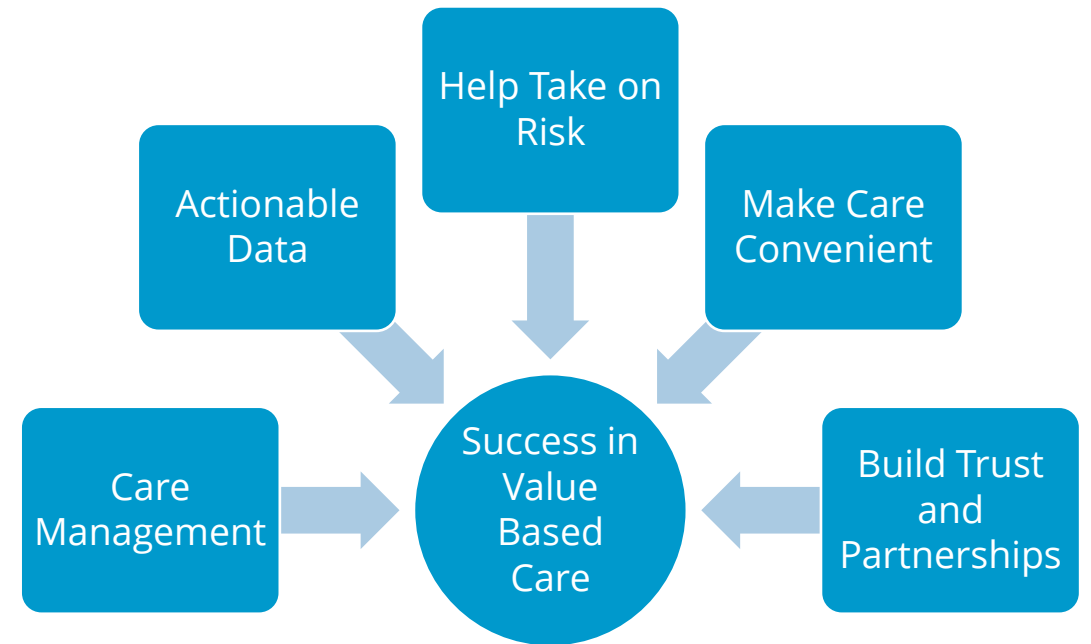 Help Take on
Risk
Actionable
Data
Make Care
Convenient
Care
Management
Success in
Value
Based
Care
Build Trust
and
Partnerships